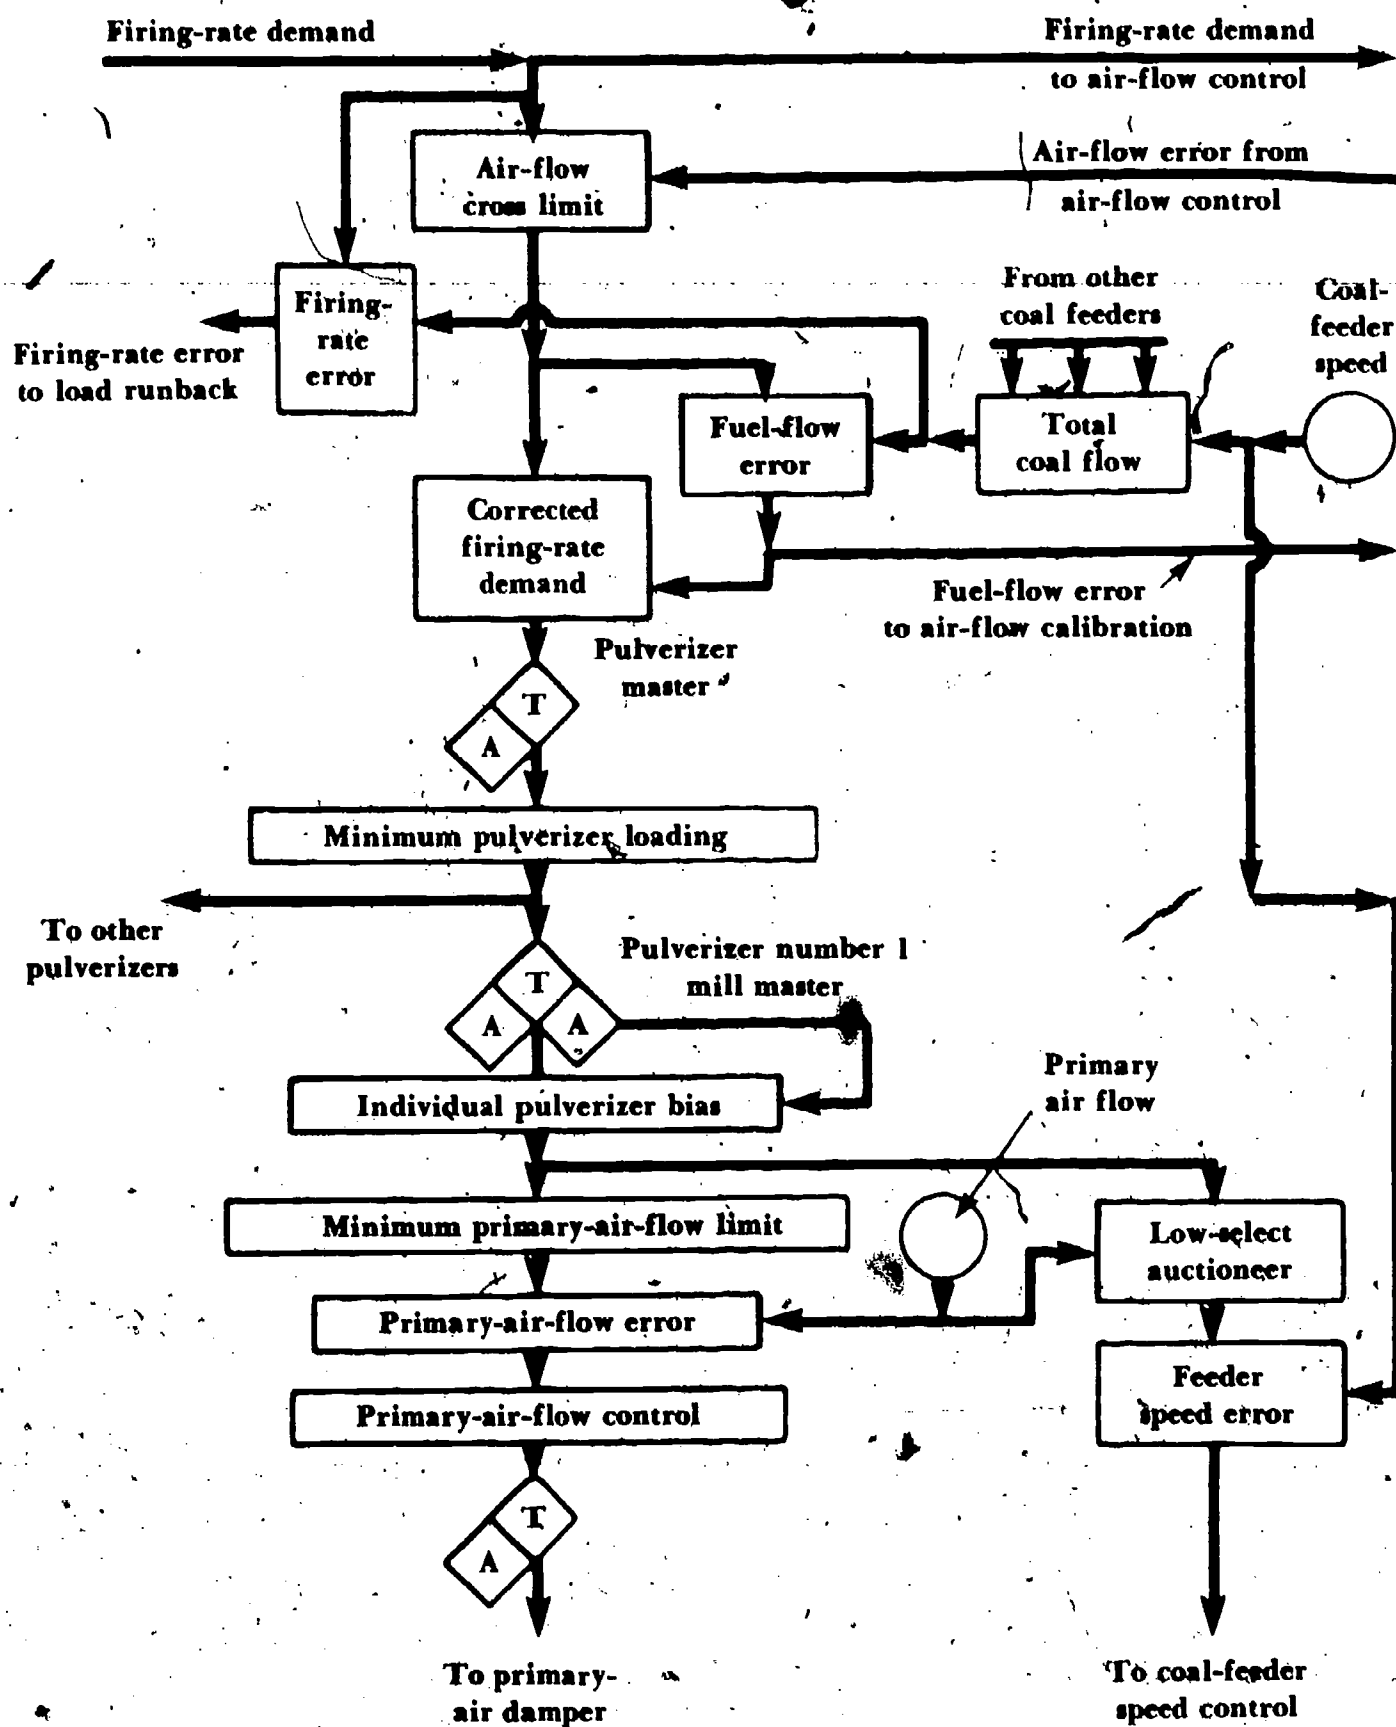 Firing-rate demand
Firing-rate demand
to air-flow control
Air-flow error from
air-flow control
Air-flow
cross limit
From other
coal feeders
Coal-
feeder
speed
Firing-
rate
error
Firing-rate error
to load runback
Fuel-flow
error
Total
coal flow
Corrected
firing-rate
demand
Fuel-flow error
to air-flow calibration
Pulverizer
master
T
A
Minimum pulverizer loading
To other
pulverizers
Pulverizer number 1
mill master
T
A
A
Individual pulverizer bias
Primary
air flow
Minimum primary-air-flow limit
Low-select
auctioneer
Primary-air-flow error
Feeder
speed error
Primary-air-flow control
T
A
To primary-
air damper
To coal-feeder
speed control